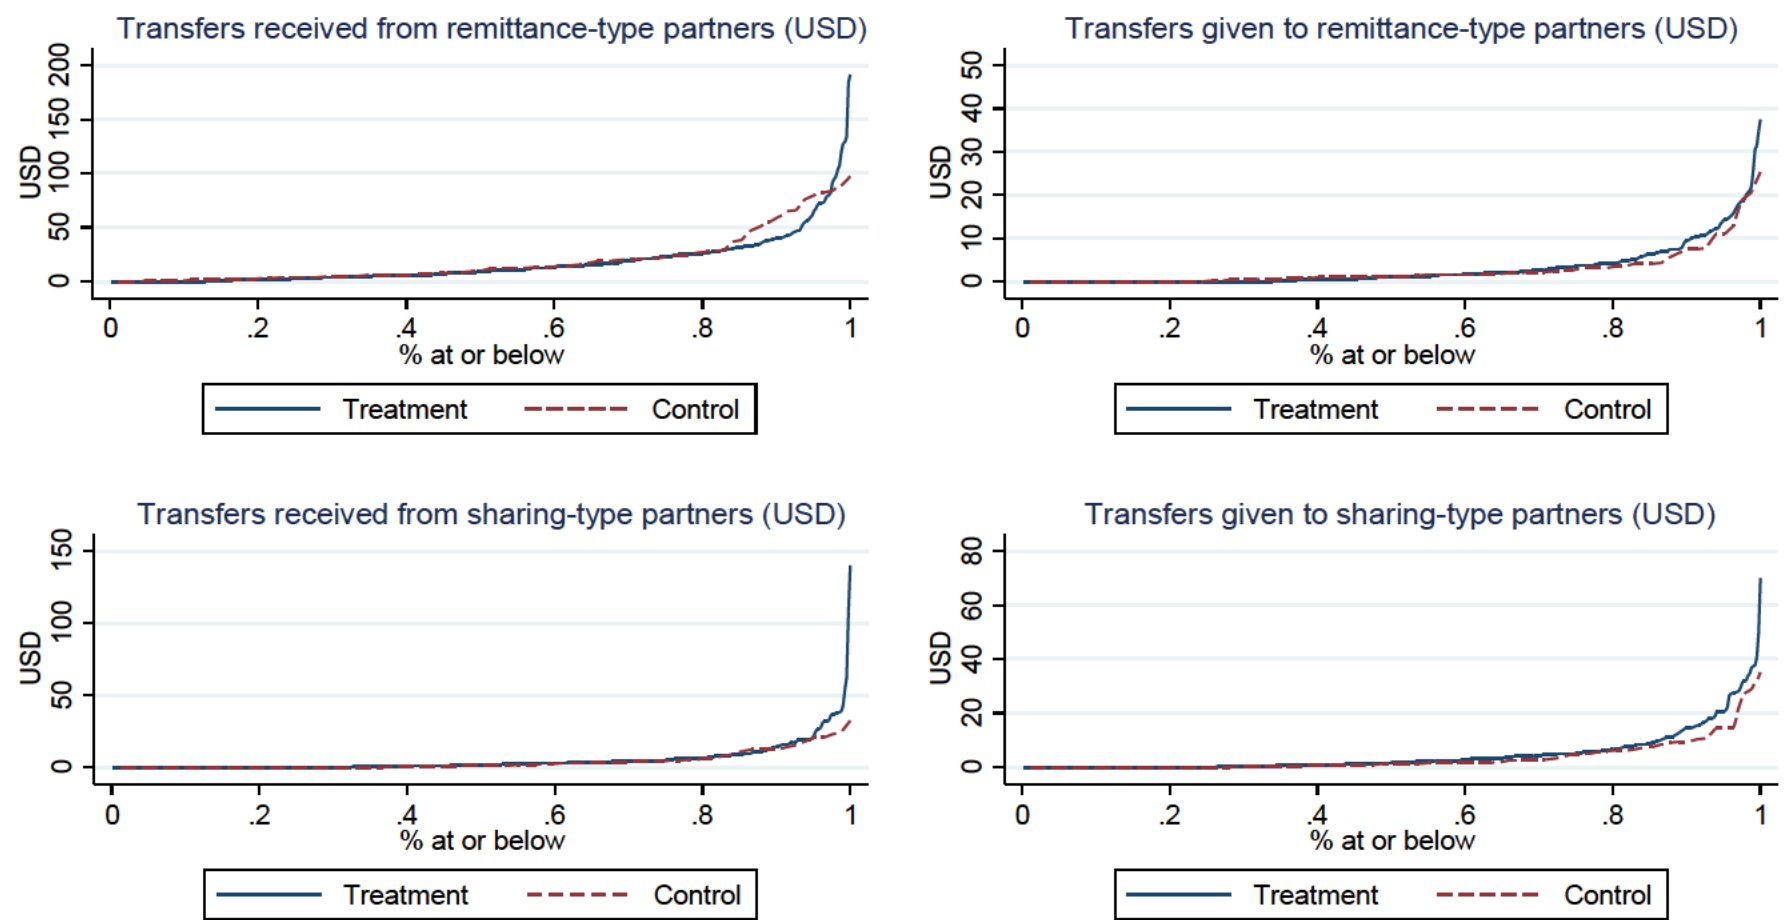 Transfers received from remittance-type partners (USD)
USD
200
150
100
50
0
0 .2 .4 .6 .8 1
% at or below
Treatment Control
Transfers given to remittance-type partners (USD)
USD
50
40
30
20
10
0
0 .2 .4 .6 .8 1
% at or below
Treatment Control
Transfers received from sharing-type partners (USD)
USD
150
100
50
0
0 .2 .4 .6 .8 1
% at or below
Treatment Control
Transfers given to sharing-type partners (USD)
USD
80
60
40
20
0
0 .2 .4 .6 .8 1
% at or below
Treatment Control